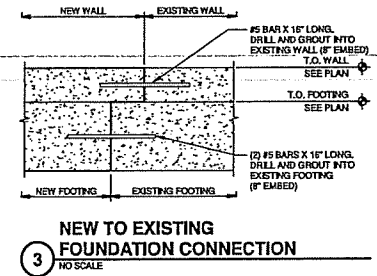 NEW WALL EXISTING WALL
#5 BAR X 16" LONG,
DRILL AND GROUT INTO
EXISTING WALL (8" EMBED)
T.O. WALL
SEE PLAN
T.O. FOOTING
SEE PLAN
(2) #5 BARS X 16" LONG,
DRILL AND GROUT INTO
EXISTING FOOTING
(8" EMBED)
NEW FOOTING EXISTING FOOTING
3 NEW TO EXISTING
FOUNDATION CONNECTION
NO SCALE